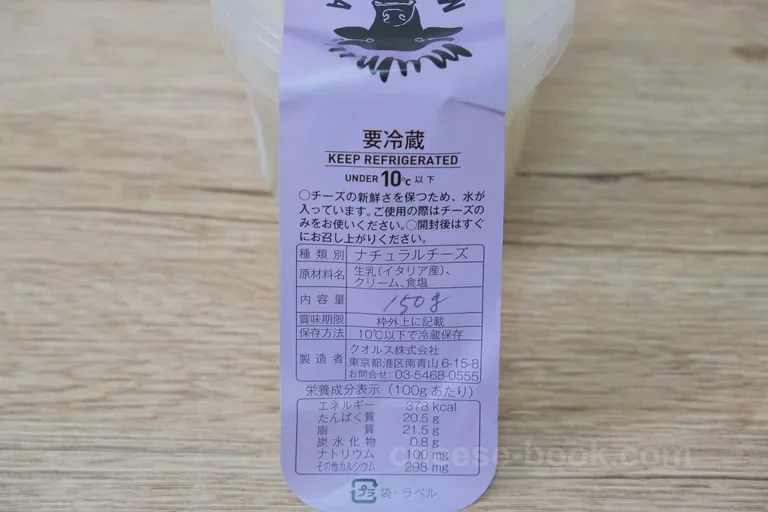 要冷蔵
KEEP REFRIGERATED
UNDER 10℃ 以下
○チーズの新鮮さを保つため、水が
入っています。ご使用の際はチーズの
みをお使いください。○開封後はすぐ
にお召し上がりください。
種類別 ナチュラルチーズ
原材料名 生乳(イタリア産)、
クリーム、食塩
内容量 150g
賞味期限 枠外上に記載
保存方法 10℃以下で冷蔵保存
製造者 クオルス株式会社
東京都港区南青山 6-15-8
お問合せ: 03-5468-0555
栄養成分表示 (100gあたり)
エネルギー 373 kcal
たんぱく質 20.5 g
脂質 21.5 g
炭水化物 0.8 g
ナトリウム 100 mg
その他カルシウム 298 mg
cheese-book.com
プラ 袋・ラベル